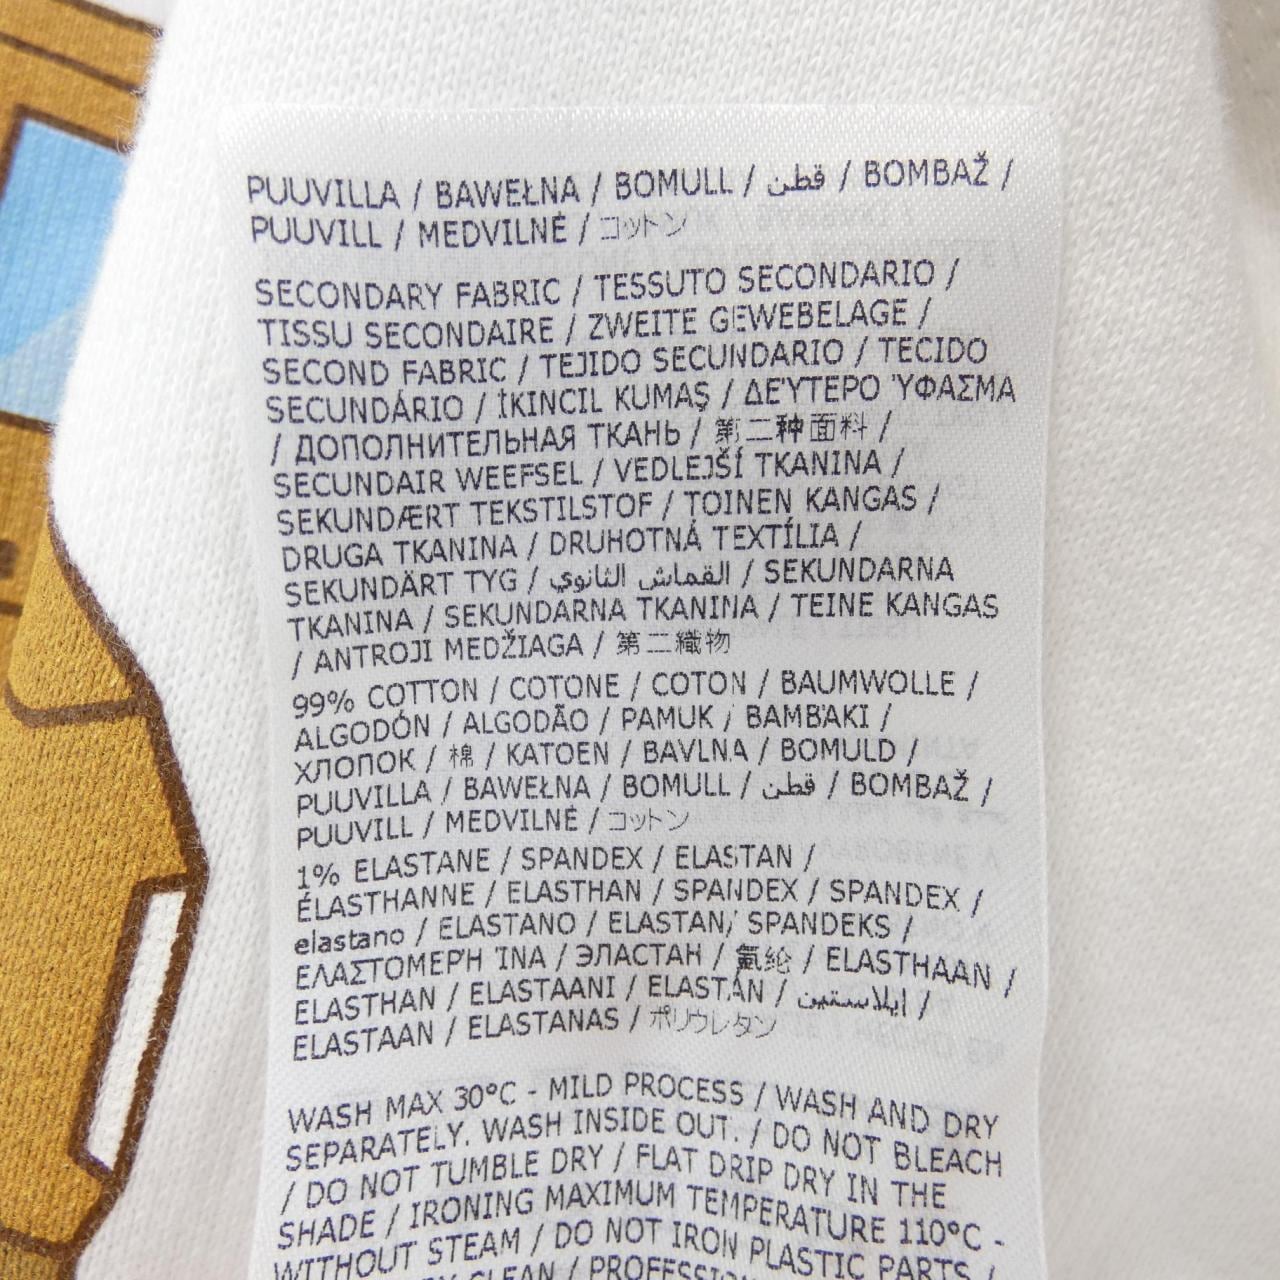 PUUVILLA / BAWEŁNA / BOMULL / قطن / BOMBAŽ /
PUUVILL / MEDVILNĖ / コットン
SECONDARY FABRIC / TESSUTO SECONDARIO /
TISSU SECONDAIRE / ZWEITE GEWEBELAGE /
SECOND FABRIC / TEJIDO SECUNDARIO / TECIDO
SECUNDÁRIO / İKINCIL KUMAŞ / ΔΕΎΤΕΡΟ ΎΦΑΣΜΑ
/ ДОПОЛНИТЕЛЬНАЯ ТКАНЬ / 第二种面料 /
SECUNDAIR WEEFSEL / VEDLEJŠÍ TKANINA /
SEKUNDÆRT TEKSTILSTOF / TOINEN KANGAS /
DRUGA TKANINA / DRUHOTNÁ TEXTÍLIA /
SEKUNDÄRT TYG / القماش الثانوي / SEKUNDARNA
TKANINA / SEKUNDARNA TKANINA / TEINE KANGAS
/ ANTROJI MEDŽIAGA / 第二織物
99% COTTON / COTONE / COTON / BAUMWOLLE /
ALGODÓN / ALGODÃO / PAMUK / ΒΑΜΒΆΚΙ /
ХЛОПОК / 棉 / KATOEN / BAVLNA / BOMULD /
PUUVILLA / BAWEŁNA / BOMULL / قطن / BOMBAŽ /
PUUVILL / MEDVILNĖ / コットン
1% ELASTANE / SPANDEX / ELASTAN /
ÉLASTHANNE / ELASTHAN / SPANDEX / SPANDEX /
elastano / ELASTANO / ELASTAN, SPANDEKS /
ΕΛΑΣΤΟΜΕΡΉ ΊΝΑ / ЭЛАСТАН / 氨纶 / ELASTHAAN /
ELASTHAN / ELASTAANI / ELASTAN / إيلاستين /
ELASTAAN / ELASTANAS / ポリウレタン
WASH MAX 30°C - MILD PROCESS / WASH AND DRY
SEPARATELY. WASH INSIDE OUT. / DO NOT BLEACH
/ DO NOT TUMBLE DRY / FLAT DRIP DRY IN THE
SHADE / IRONING MAXIMUM TEMPERATURE 110°C -
WITHOUT STEAM / DO NOT IRON PLASTIC PARTS /
CLEAN /